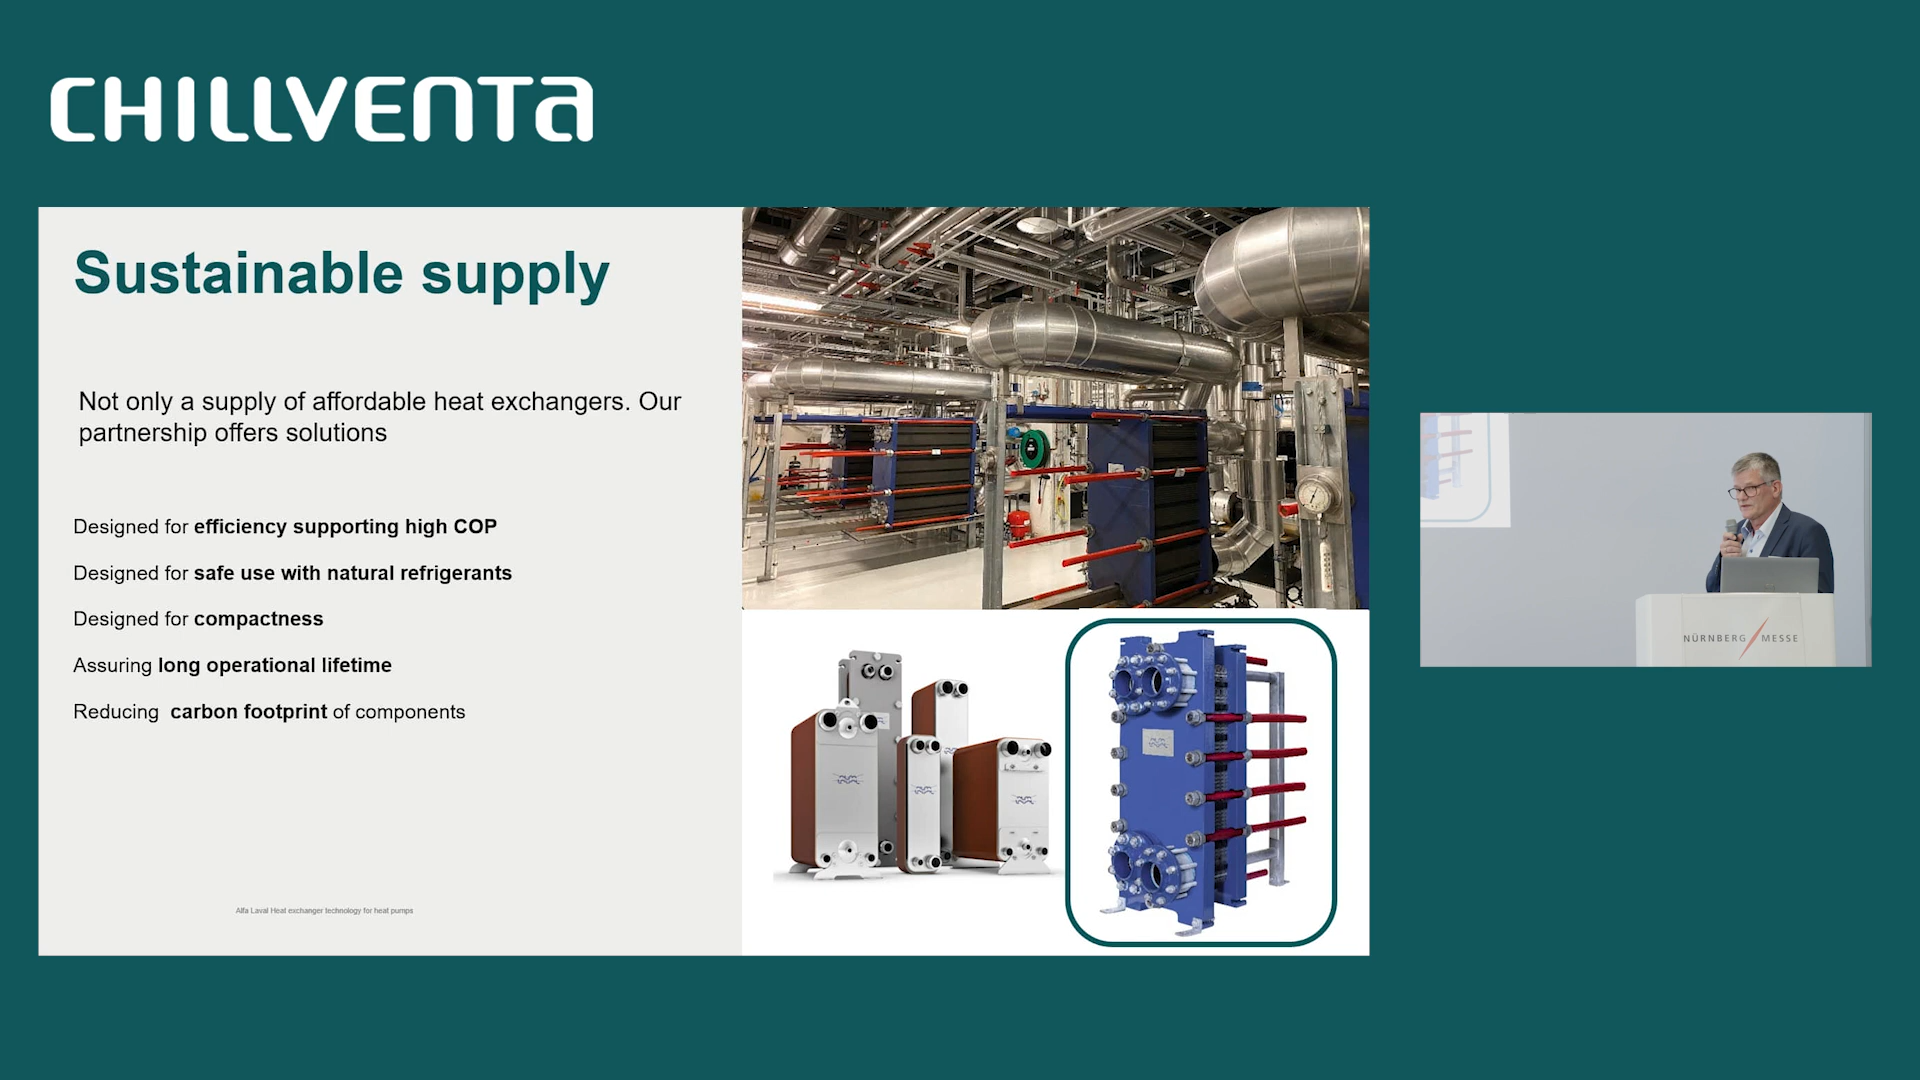 CHILLVENTA
Sustainable supply
Not only a supply of affordable heat exchangers. Our
partnership offers solutions
Designed for efficiency supporting high COP
Designed for safe use with natural refrigerants
Designed for compactness
Assuring long operational lifetime
Reducing carbon footprint of components
Alfa Laval Heat exchanger technology for heat pumps
NÜRNBERG MESSE